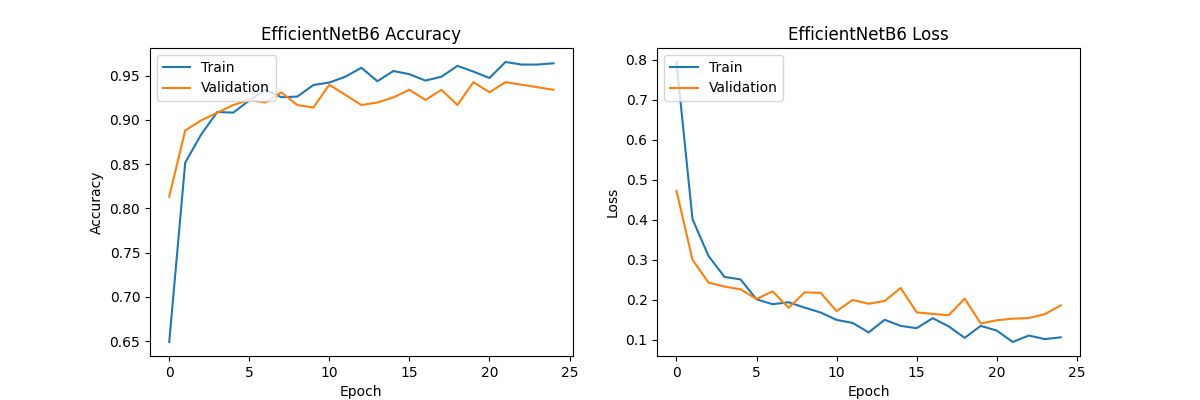 EfficientNetB6 Accuracy
Train
Validation
0.95
0.90
0.85
0.80
0.75
0.70
0.65
Accuracy
0 5 10 15 20 25
Epoch
EfficientNetB6 Loss
Train
Validation
0.8
0.7
0.6
0.5
0.4
0.3
0.2
0.1
Loss
0 5 10 15 20 25
Epoch